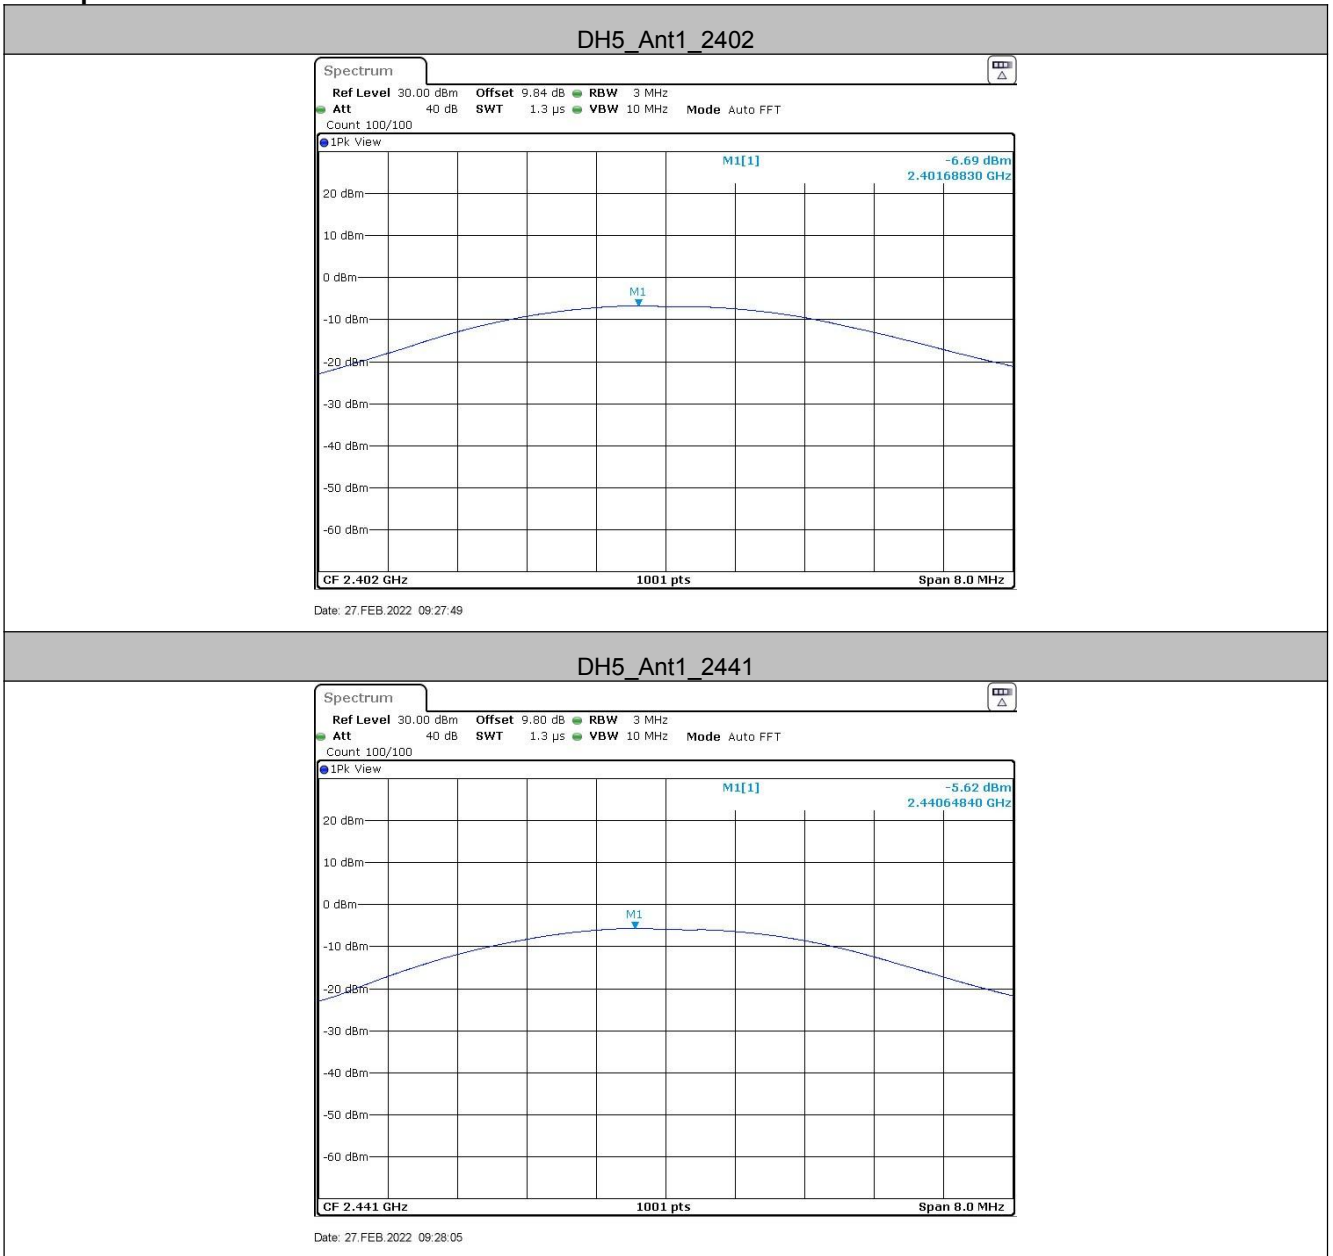 DH5_Ant1_2402
Spectrum
Ref Level 30.00 dBm Offset 9.84 dB RBW 3 MHz
Att 40 dB SWT 1.3 µs VBW 10 MHz Mode Auto FFT
Count 100/100
1Pk View
M1[1] -6.69 dBm
2.40168830 GHz
20 dBm
10 dBm
0 dBm
M1
-10 dBm
-20 dBm
-30 dBm
-40 dBm
-50 dBm
-60 dBm
CF 2.402 GHz 1001 pts Span 8.0 MHz
Date: 27.FEB.2022 09:27:49
DH5_Ant1_2441
Spectrum
Ref Level 30.00 dBm Offset 9.80 dB RBW 3 MHz
Att 40 dB SWT 1.3 µs VBW 10 MHz Mode Auto FFT
Count 100/100
1Pk View
M1[1] -5.62 dBm
2.44064840 GHz
20 dBm
10 dBm
0 dBm
M1
-10 dBm
-20 dBm
-30 dBm
-40 dBm
-50 dBm
-60 dBm
CF 2.441 GHz 1001 pts Span 8.0 MHz
Date: 27.FEB.2022 09:28:05